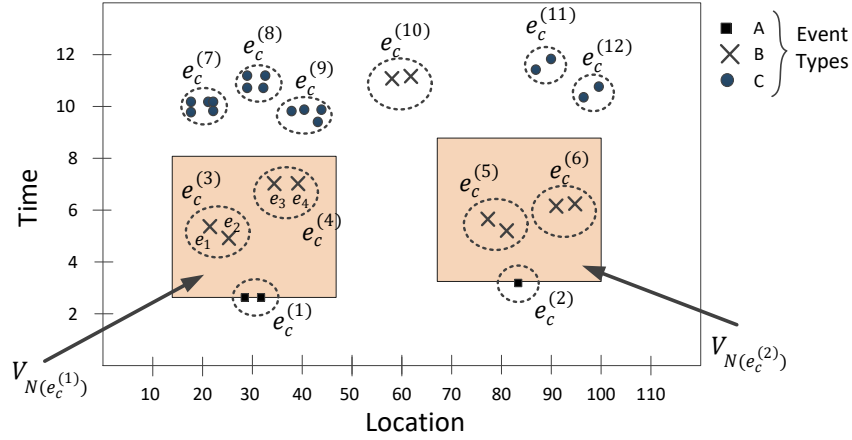 e_c^(7)
e_c^(8)
e_c^(9)
e_c^(10)
e_c^(11)
e_c^(12)
A
B
C
Event
Types
12
10
8
6
4
2
Time
e_c^(3)
e_1
e_2
e_3
e_4
e_c^(4)
e_c^(5)
e_c^(6)
e_c^(1)
e_c^(2)
V_N(e_c^(1))
V_N(e_c^(2))
10 20 30 40 50 60 70 80 90 100 110
Location